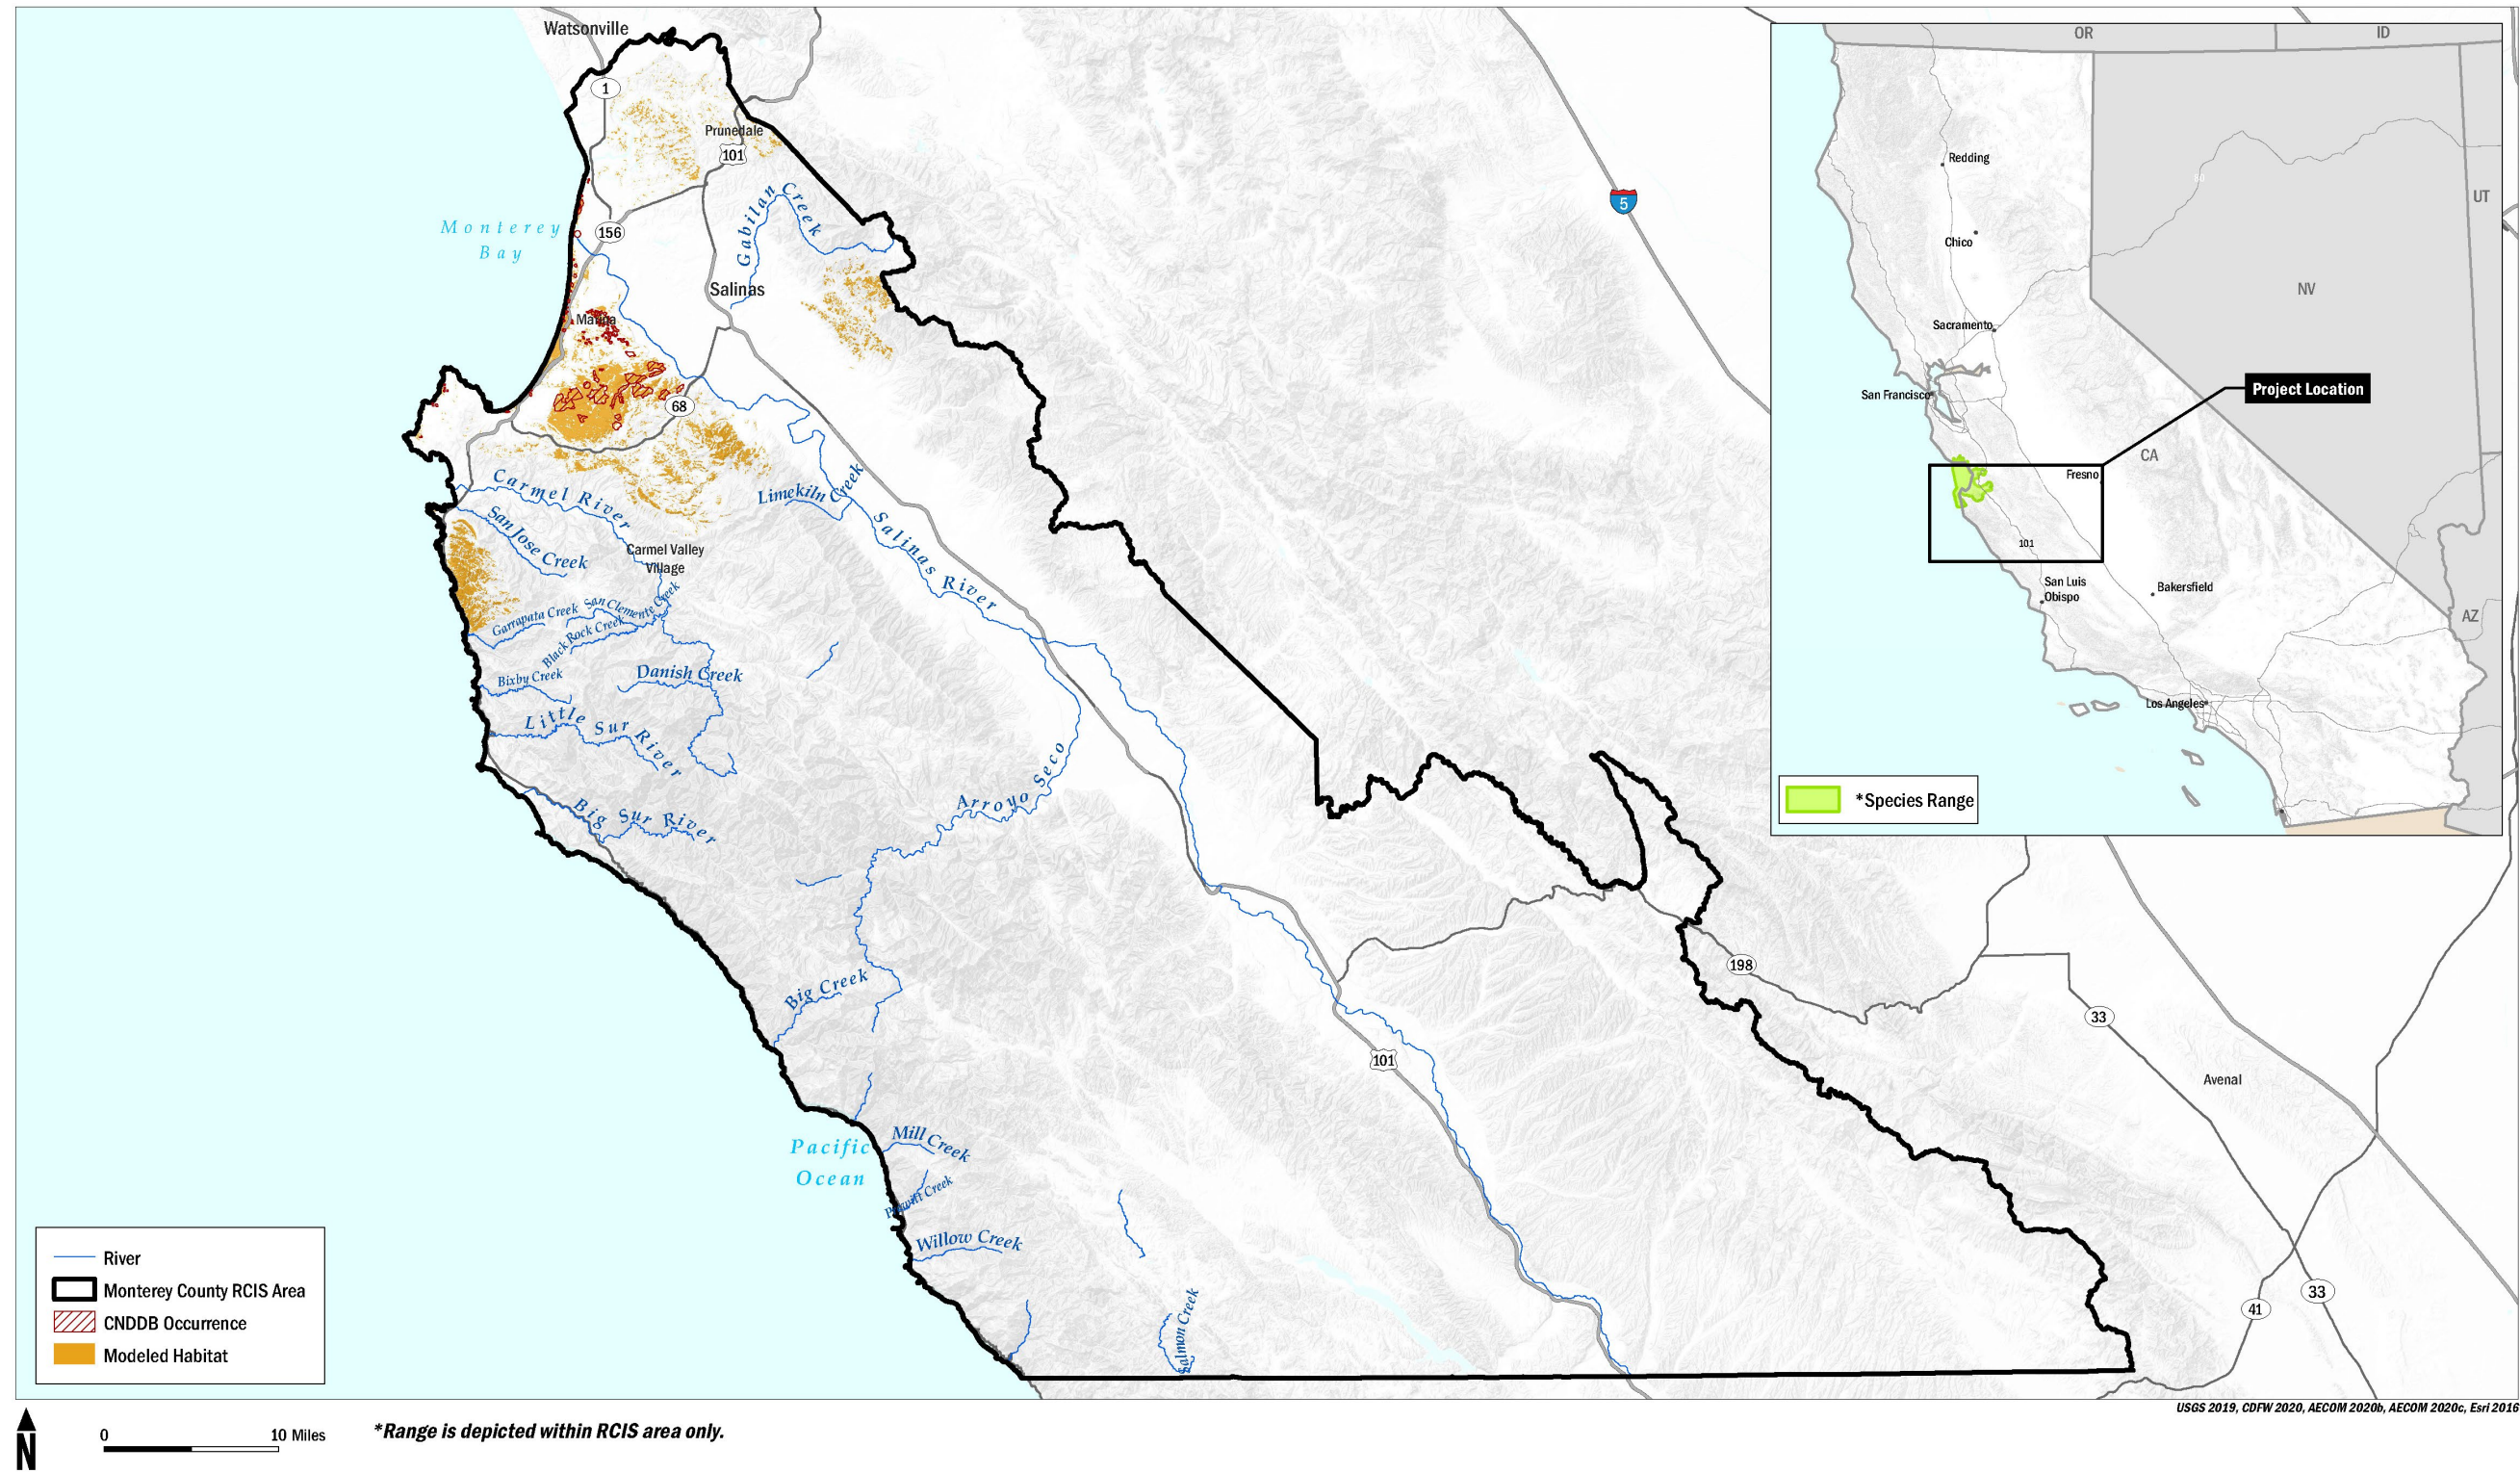 Watsonville
1
Prunedale
101
Gabilan Creek
Monterey
Bay
156
Salinas
Marina
68
Carmel River
Limekiln Creek
San Jose Creek
Salinas River
Carmel Valley
Village
Garrapata Creek
San Clemente Creek
Black Rock Creek
Bixby Creek
Danish Creek
Little Sur River
Big Sur River
Arroyo Seco
Big Creek
Pacific
Ocean
Mill Creek
Willow Creek
Salmon Creek
101
5
198
33
Avenal
41
33
OR
ID
Redding
UT
Chico
NV
Sacramento
San Francisco
Project Location
CA
Fresno
101
San Luis
Obispo
Bakersfield
AZ
Los Angeles
*Species Range
River
Monterey County RCIS Area
CNDDB Occurrence
Modeled Habitat
USGS 2019, CDFW 2020, AECOM 2020b, AECOM 2020c, Esri 2016
N
0 10 Miles
*Range is depicted within RCIS area only.